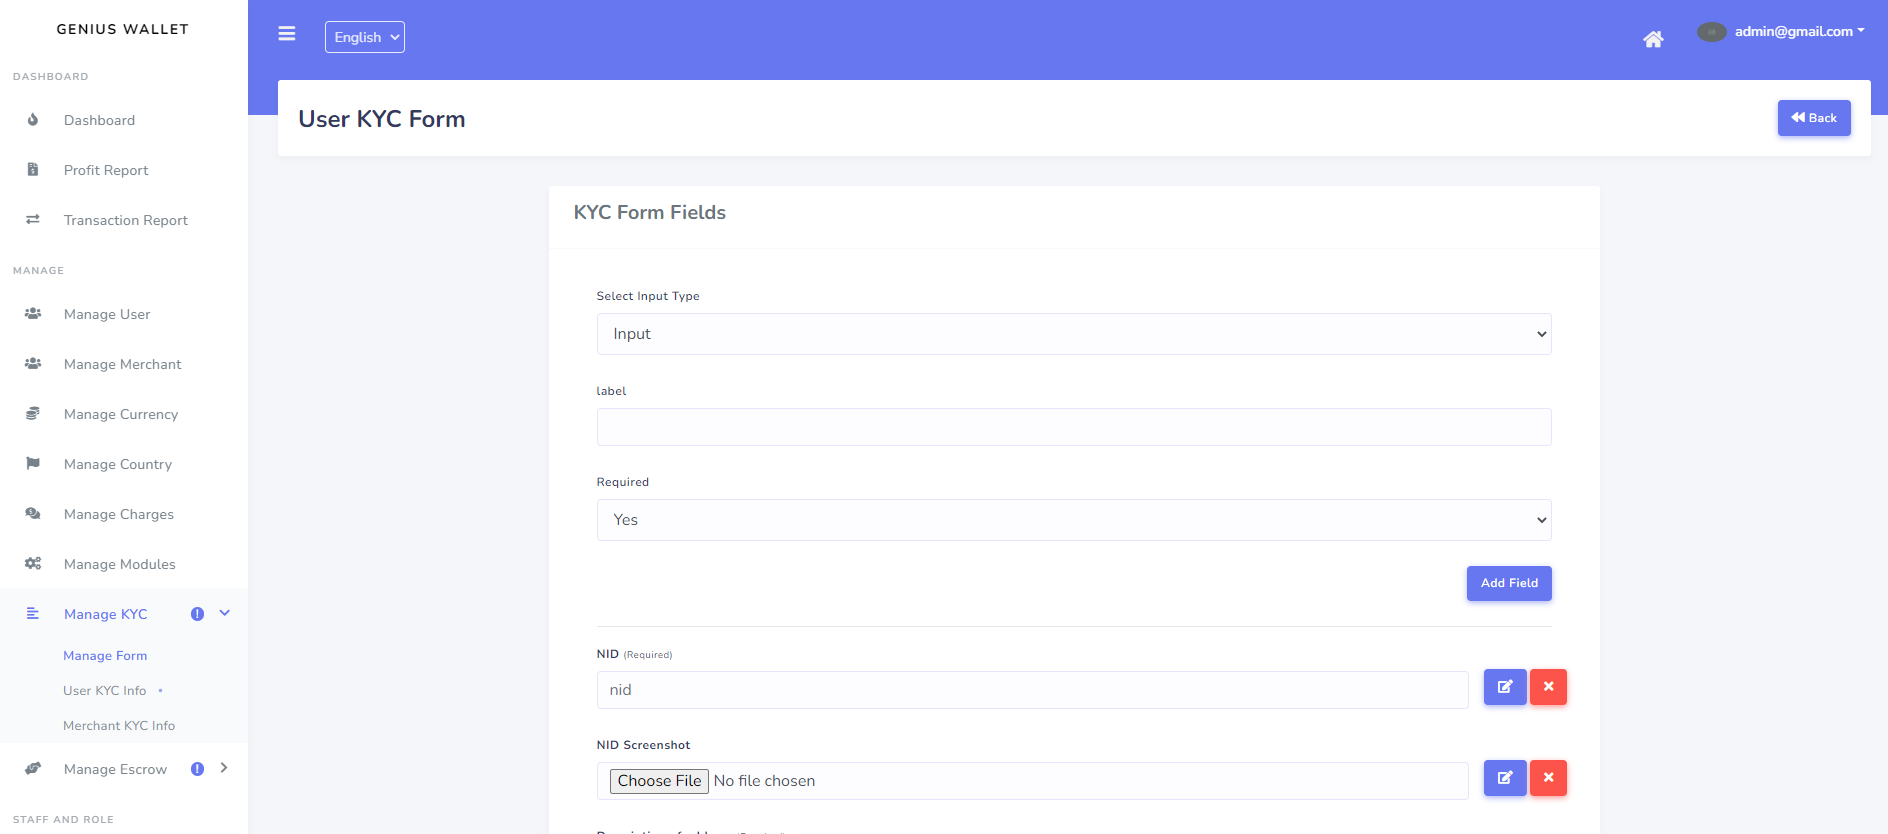 GENIUS WALLET
English
admin@gmail.com
DASHBOARD
Dashboard
Profit Report
Transaction Report
MANAGE
Manage User
Manage Merchant
Manage Currency
Manage Country
Manage Charges
Manage Modules
Manage KYC
Manage Form
User KYC Info
Merchant KYC Info
Manage Escrow
STAFF AND ROLE
User KYC Form
Back
KYC Form Fields
Select Input Type
Input
label
Required
Yes
Add Field
NID (Required)
nid
NID Screenshot
Choose File No file chosen